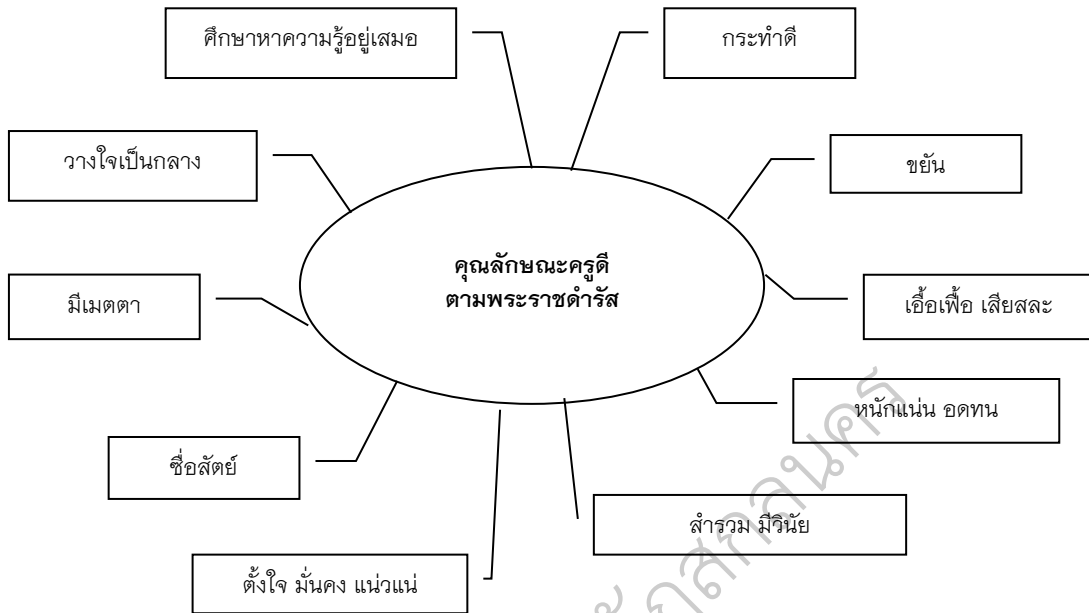 ศึกษาหาความรู้อยู่เสมอ
กระทำดี
วางใจเป็นกลาง
ขยัน
คุณลักษณะครูดี
ตามพระราชดำรัส
มีเมตตา
เอื้อเฟื้อ เสียสละ
หนักแน่น อดทน
ซื่อสัตย์
สำรวม มีวินัย
ตั้งใจ มั่นคง แน่วแน่